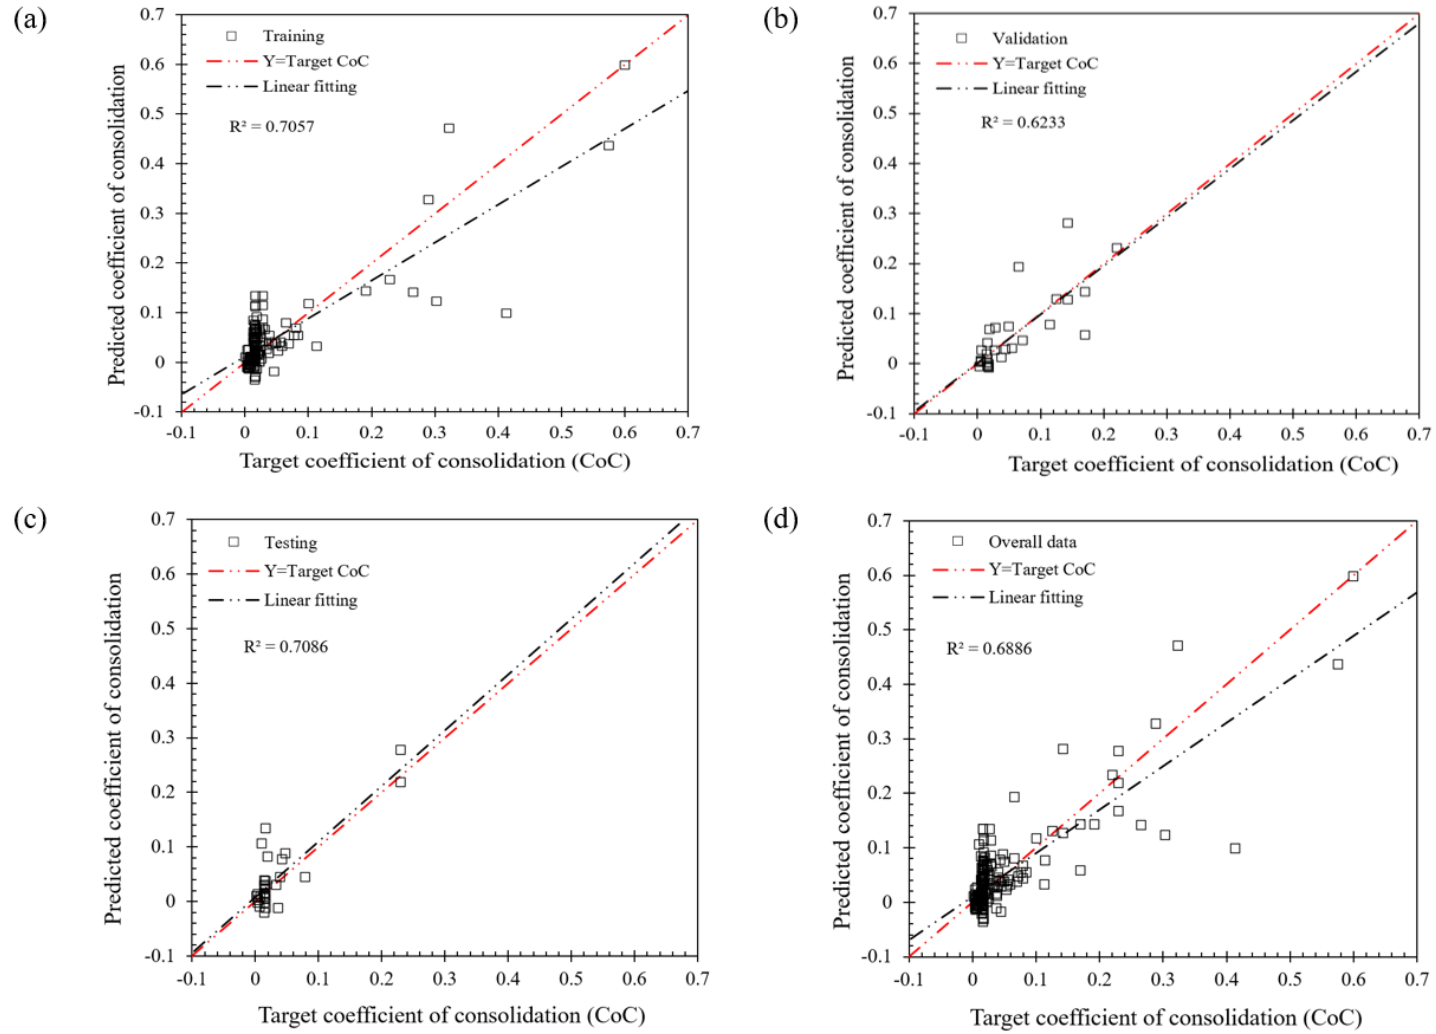 (a)
Predicted coefficient of consolidation
0.7
0.6
0.5
0.4
0.3
0.2
0.1
0
-0.1
Training
Y=Target CoC
Linear fitting
R² = 0.7057
-0.1 0 0.1 0.2 0.3 0.4 0.5 0.6 0.7
Target coefficient of consolidation (CoC)
(b)
Predicted coefficient of consolidation
0.7
0.6
0.5
0.4
0.3
0.2
0.1
0
-0.1
Validation
Y=Target CoC
Linear fitting
R² = 0.6233
-0.1 0 0.1 0.2 0.3 0.4 0.5 0.6 0.7
Target coefficient of consolidation (CoC)
(c)
Predicted coefficient of consolidation
0.7
0.6
0.5
0.4
0.3
0.2
0.1
0
-0.1
Testing
Y=Target CoC
Linear fitting
R² = 0.7086
-0.1 0 0.1 0.2 0.3 0.4 0.5 0.6 0.7
Target coefficient of consolidation (CoC)
(d)
Predicted coefficient of consolidation
0.7
0.6
0.5
0.4
0.3
0.2
0.1
0
-0.1
Overall data
Y=Target CoC
Linear fitting
R² = 0.6886
-0.1 0 0.1 0.2 0.3 0.4 0.5 0.6 0.7
Target coefficient of consolidation (CoC)